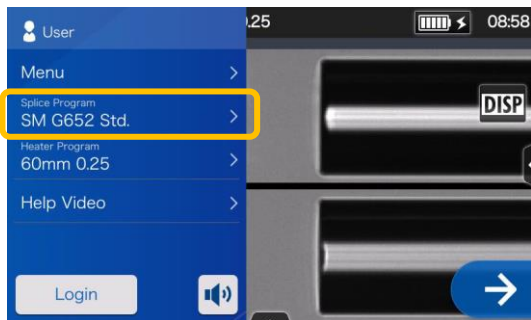 User
.25
08:58
Menu
Splice Program
SM G652 Std.
DISP
Heater Program
60mm 0.25
Help Video
Login